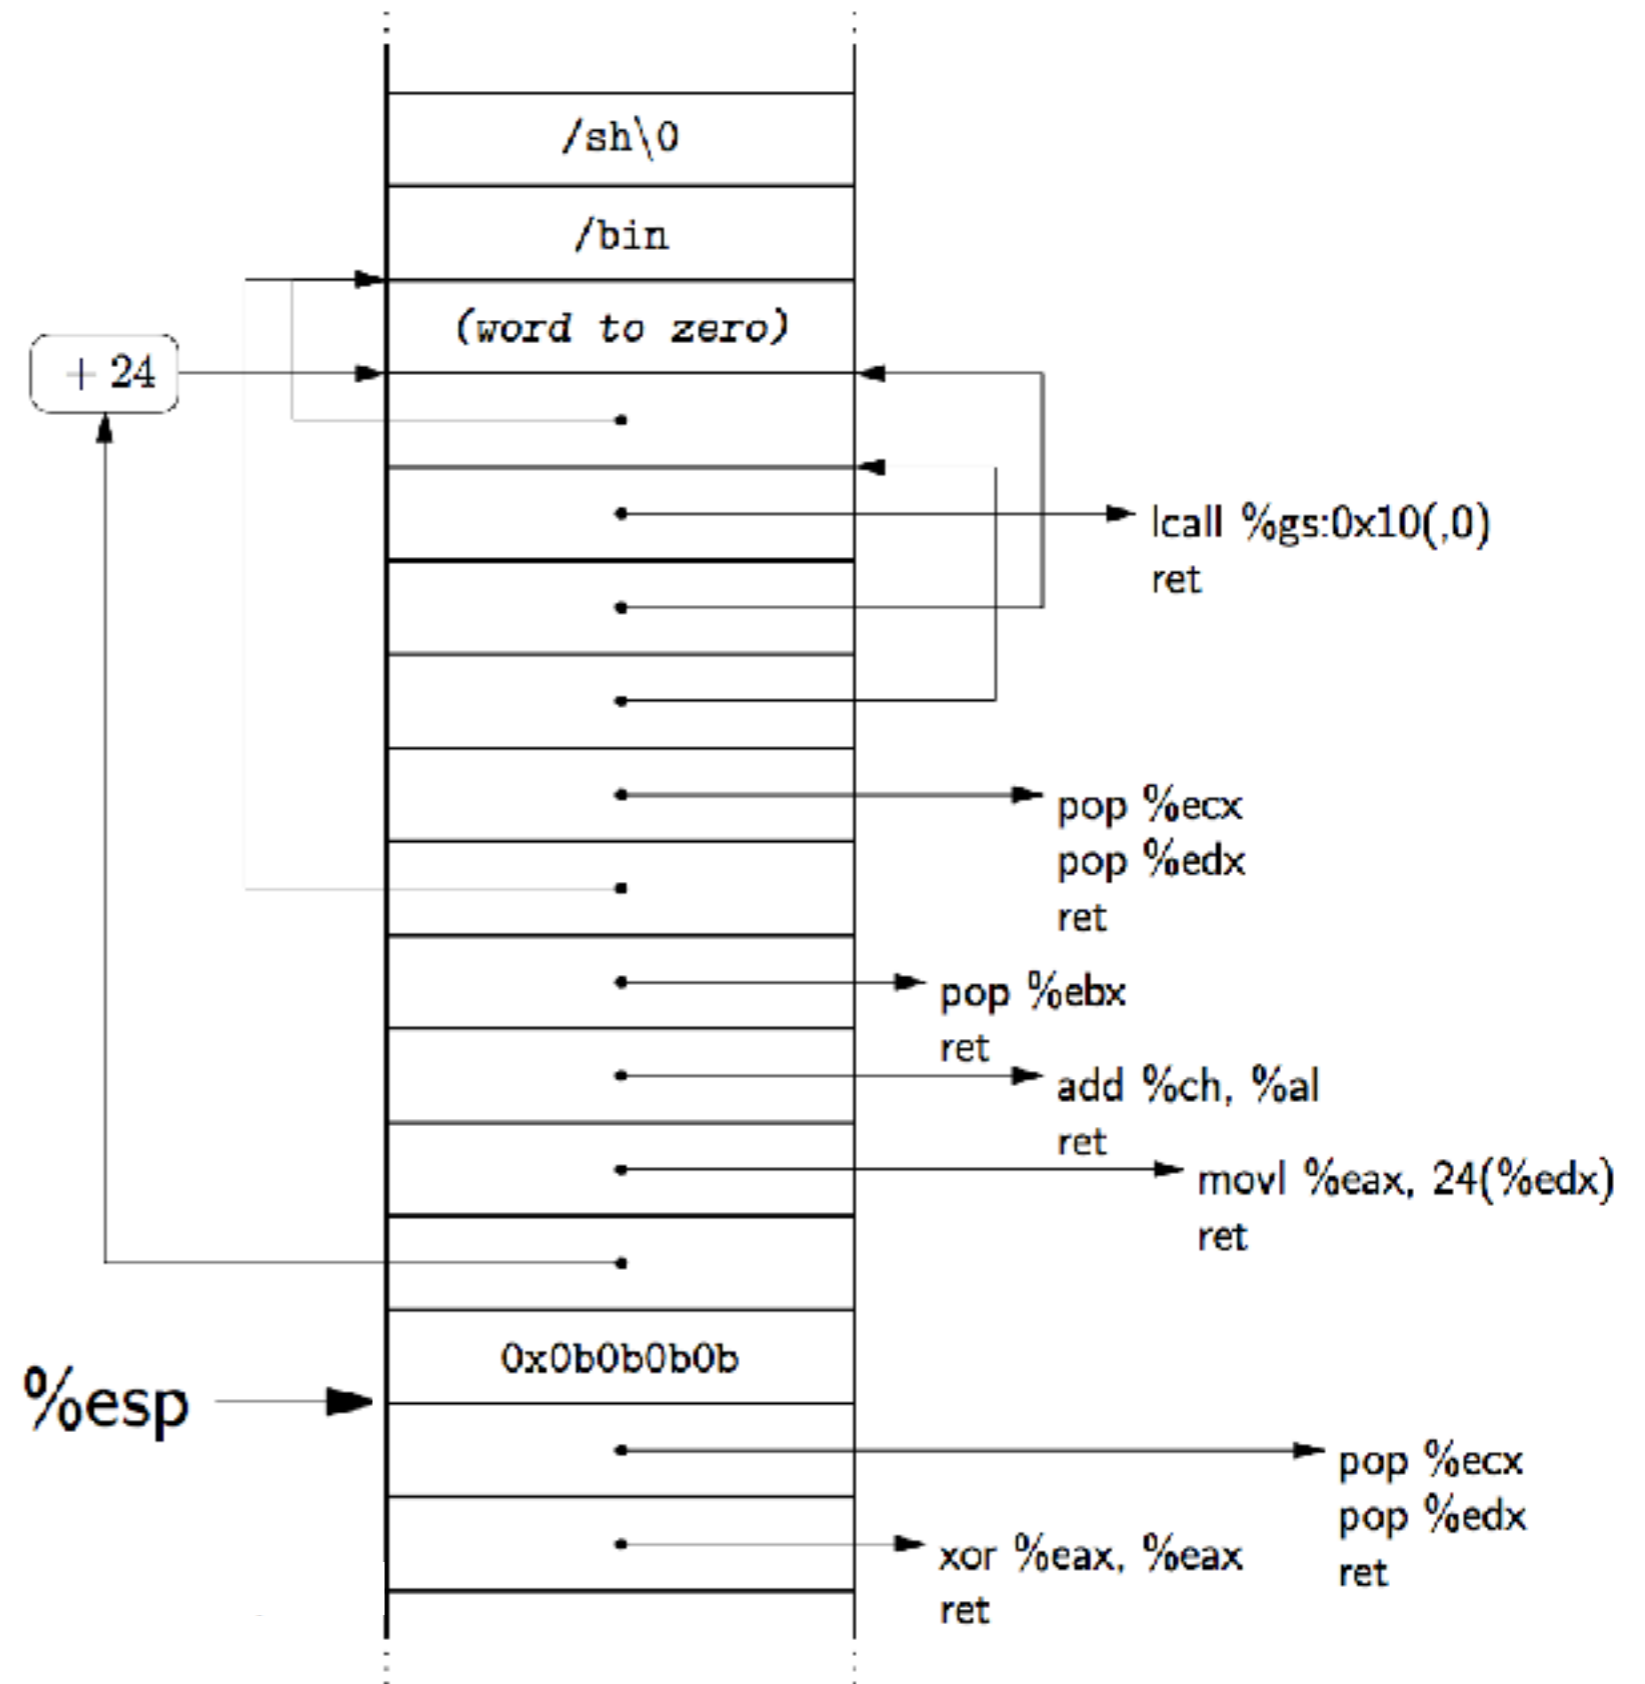 /sh\0
/bin
(word to zero)
+ 24
lcall %gs:0x10(,0)
ret
pop %ecx
pop %edx
ret
pop %ebx
ret
add %ch, %al
ret
movl %eax, 24(%edx)
ret
0x0b0b0b0b
%esp
pop %ecx
pop %edx
ret
xor %eax, %eax
ret